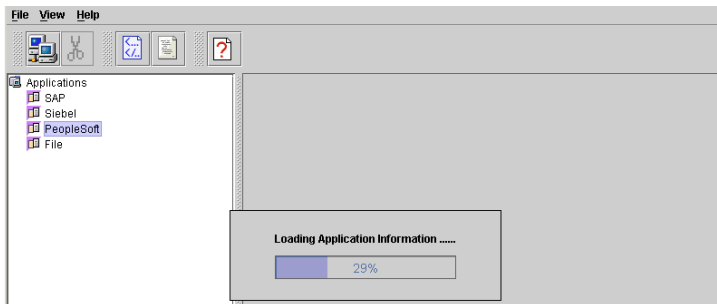 File View Help
Applications
SAP
Siebel
PeopleSoft
File
Loading Application Information ......
29%